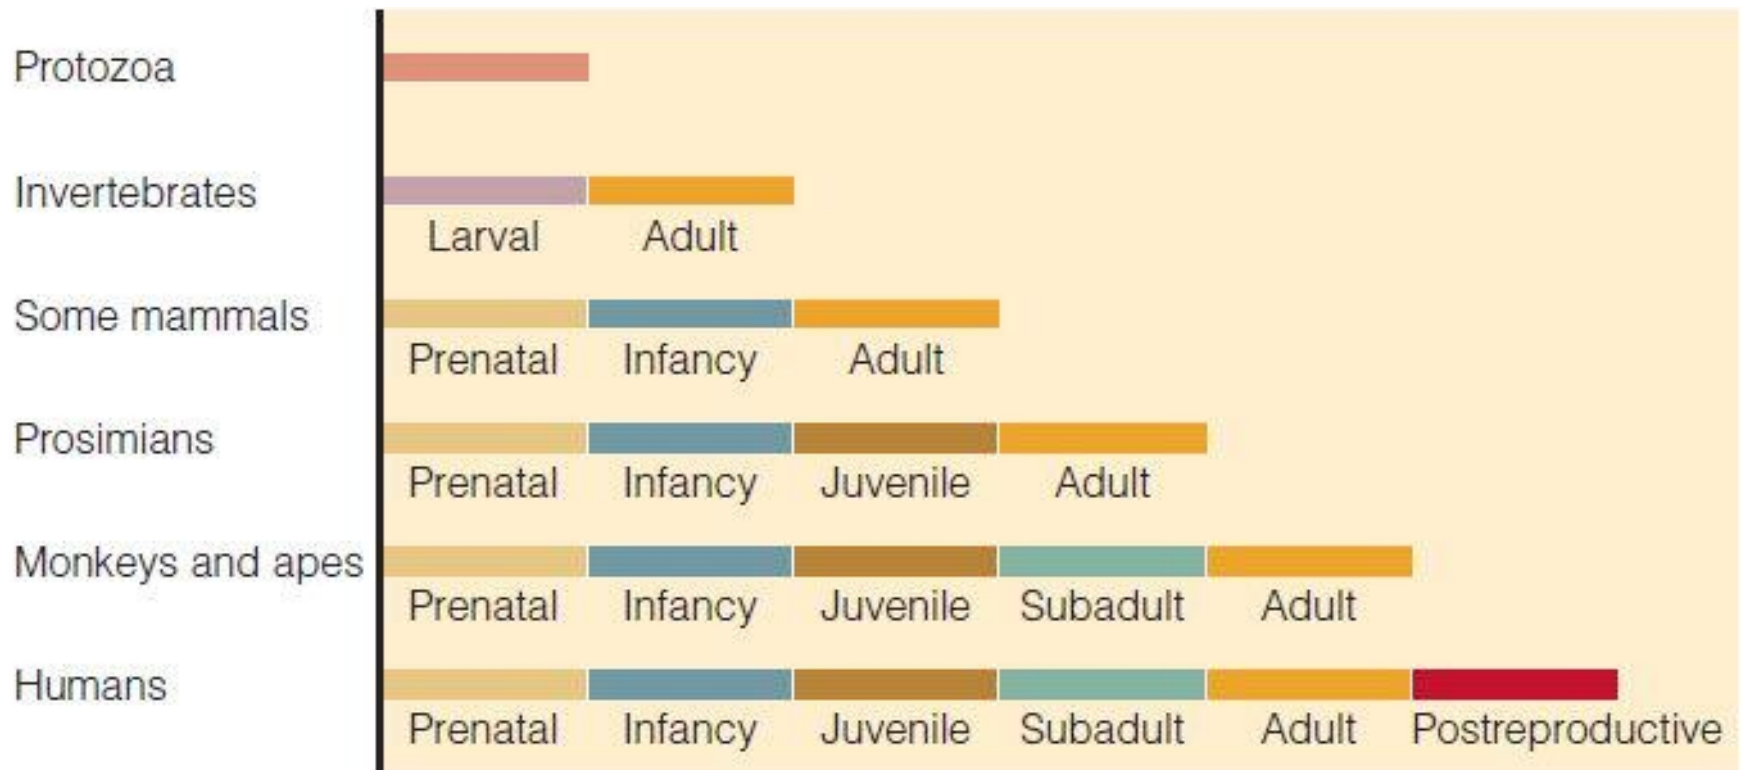 Protozoa
Invertebrates
Larval Adult
Some mammals
Prenatal Infancy Adult
Prosimians
Prenatal Infancy Juvenile Adult
Monkeys and apes
Prenatal Infancy Juvenile Subadult Adult
Humans
Prenatal Infancy Juvenile Subadult Adult Postreproductive